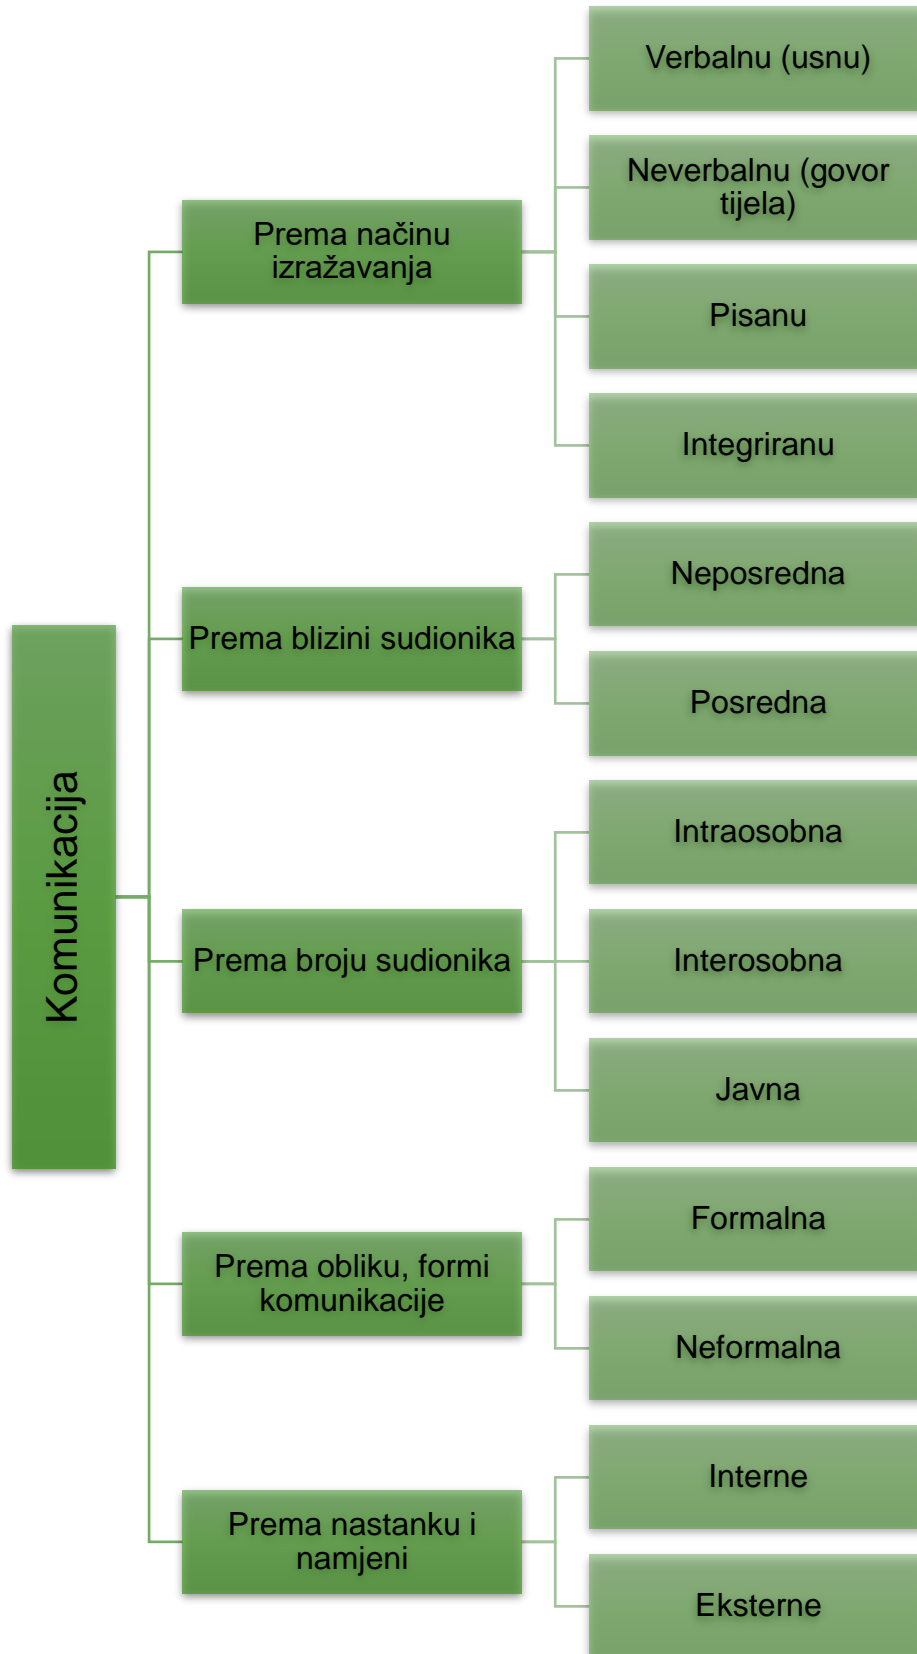 Komunikacija
Prema načinu
izražavanja
Verbalnu (usnu)
Neverbalnu (govor
tijela)
Pisanu
Integriranu
Prema blizini sudionika
Neposredna
Posredna
Prema broju sudionika
Intraosobna
Interosobna
Javna
Prema obliku, formi
komunikacije
Formalna
Neformalna
Prema nastanku i
namjeni
Interne
Eksterne